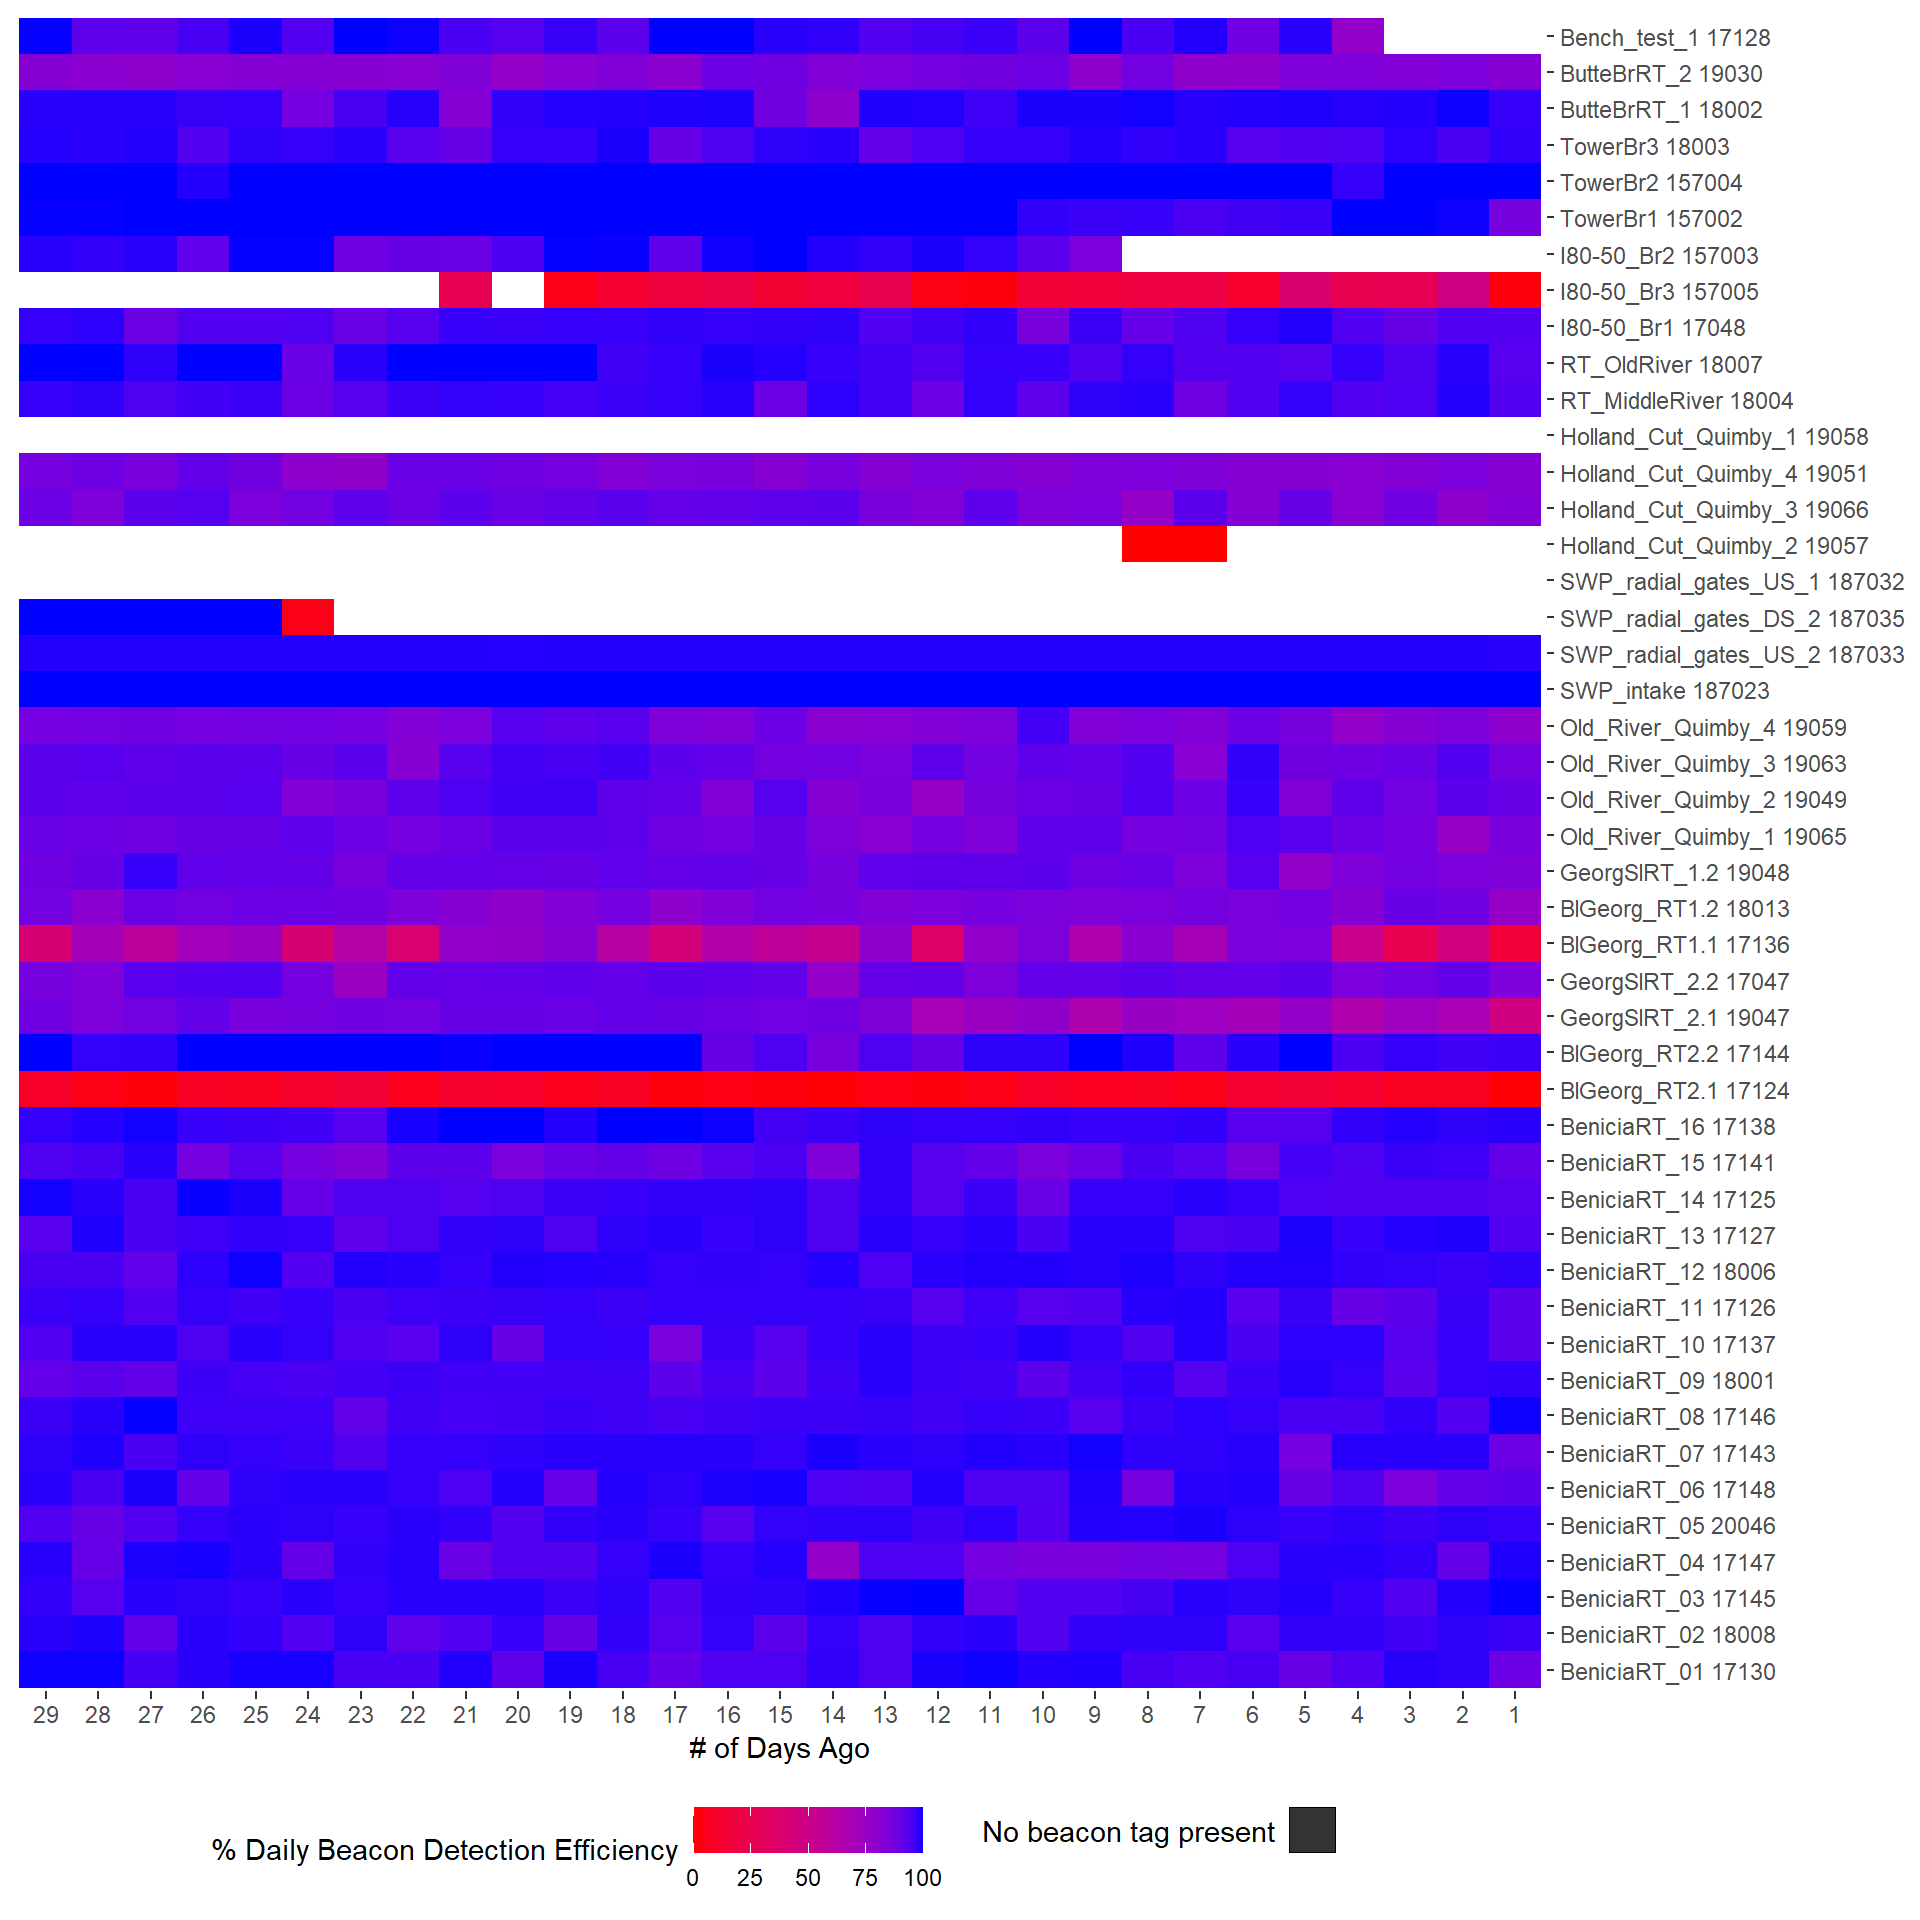 Bench_test_1 17128
ButteBrRT_2 19030
ButteBrRT_1 18002
TowerBr3 18003
TowerBr2 157004
TowerBr1 157002
I80-50_Br2 157003
I80-50_Br3 157005
I80-50_Br1 17048
RT_OldRiver 18007
RT_MiddleRiver 18004
Holland_Cut_Quimby_1 19058
Holland_Cut_Quimby_4 19051
Holland_Cut_Quimby_3 19066
Holland_Cut_Quimby_2 19057
SWP_radial_gates_US_1 187032
SWP_radial_gates_DS_2 187035
SWP_radial_gates_US_2 187033
SWP_intake 187023
Old_River_Quimby_4 19059
Old_River_Quimby_3 19063
Old_River_Quimby_2 19049
Old_River_Quimby_1 19065
GeorgSlRT_1.2 19048
BlGeorg_RT1.2 18013
BlGeorg_RT1.1 17136
GeorgSlRT_2.2 17047
GeorgSlRT_2.1 19047
BlGeorg_RT2.2 17144
BlGeorg_RT2.1 17124
BeniciaRT_16 17138
BeniciaRT_15 17141
BeniciaRT_14 17125
BeniciaRT_13 17127
BeniciaRT_12 18006
BeniciaRT_11 17126
BeniciaRT_10 17137
BeniciaRT_09 18001
BeniciaRT_08 17146
BeniciaRT_07 17143
BeniciaRT_06 17148
BeniciaRT_05 20046
BeniciaRT_04 17147
BeniciaRT_03 17145
BeniciaRT_02 18008
BeniciaRT_01 17130
29 28 27 26 25 24 23 22 21 20 19 18 17 16 15 14 13 12 11 10 9 8 7 6 5 4 3 2 1
# of Days Ago
% Daily Beacon Detection Efficiency
0 25 50 75 100
No beacon tag present